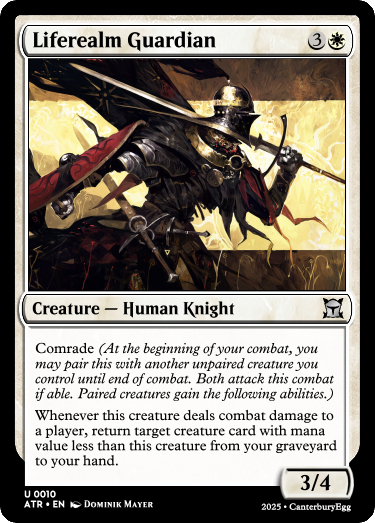 Liferealm Guardian 3
Creature — Human Knight
Comrade (At the beginning of your combat, you
may pair this with another unpaired creature you
control until end of combat. Both attack this combat
if able. Paired creatures gain the following abilities.)
Whenever this creature deals combat damage to
a player, return target creature card with mana
value less than this creature from your graveyard
to your hand.
3/4
U 0010
ATR • EN Dominik Mayer
2025 • CanterburyEgg